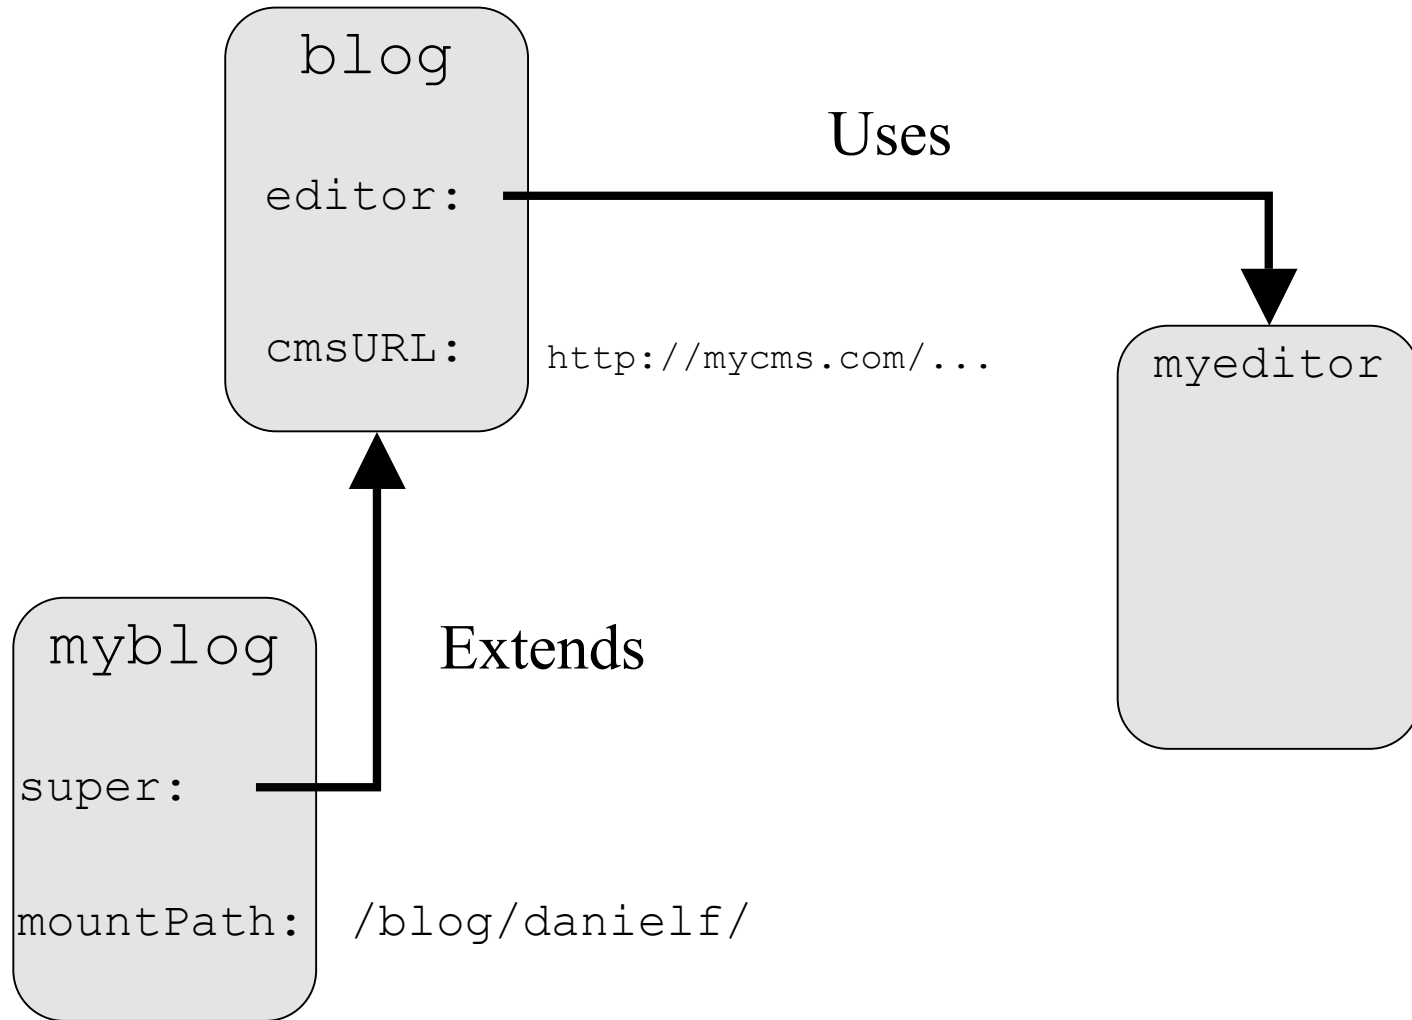 blog
Uses
editor:
cmsURL:
http://mycms.com/...
myeditor
myblog
Extends
super:
mountPath:
/blog/danielf/